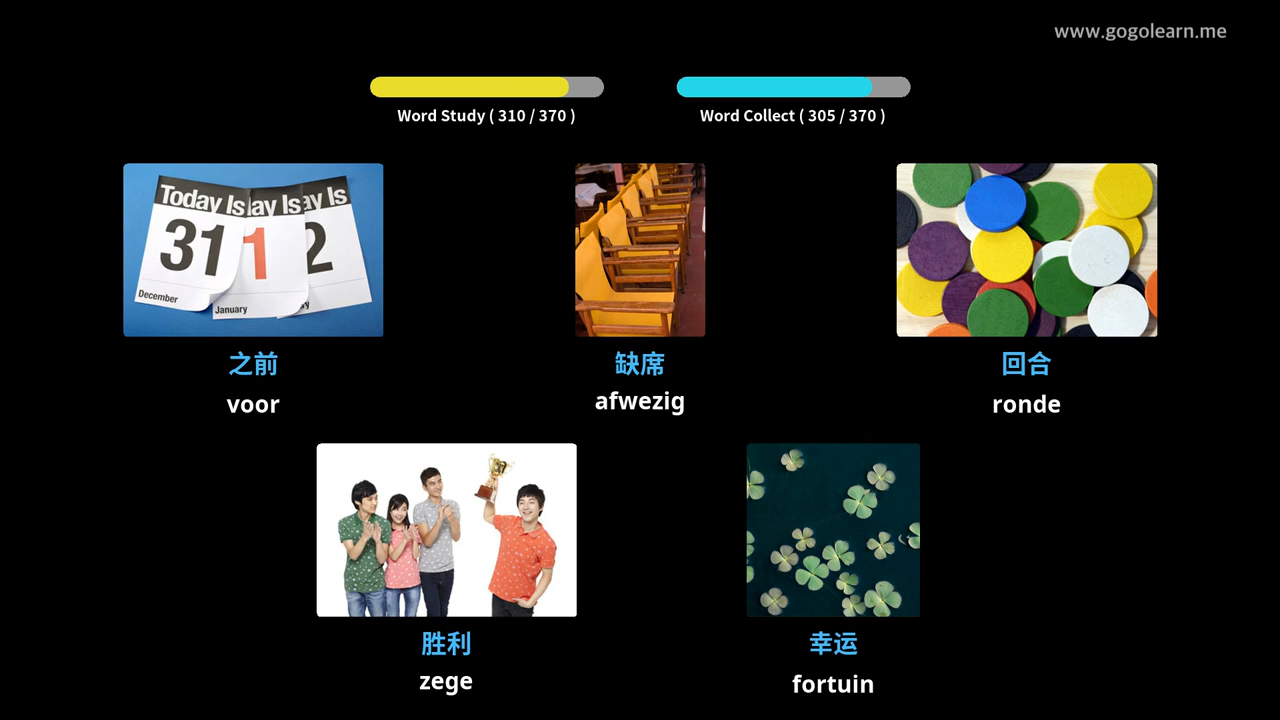 www.gogolearn.me
Word Study ( 310 / 370 )
Word Collect ( 305 / 370 )
Today Is
ay Is
ay Is
31
1
2
December
January
之前
缺席
回合
voor
afwezig
ronde
胜利
幸运
zege
fortuin